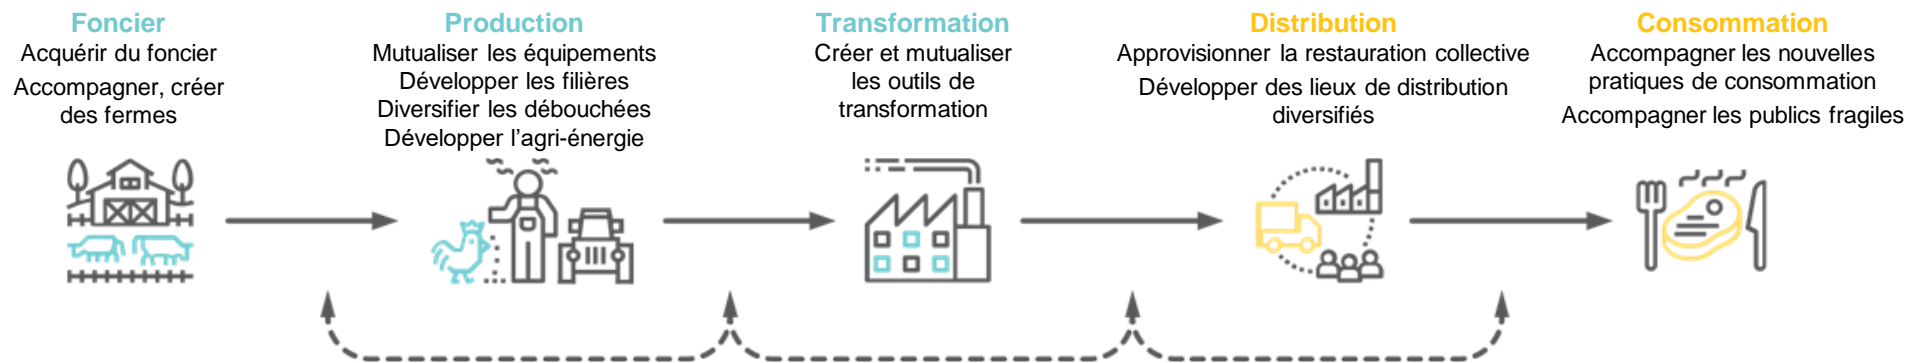 Foncier
Acquérir du foncier
Accompagner, créer
des fermes
Production
Mutualiser les équipements
Développer les filières
Diversifier les débouchées
Développer l’agri-énergie
Transformation
Créer et mutualiser
les outils de
transformation
Distribution
Approvisionner la restauration collective
Développer des lieux de distribution
diversifiés
Consommation
Accompagner les nouvelles
pratiques de consommation
Accompagner les publics fragiles